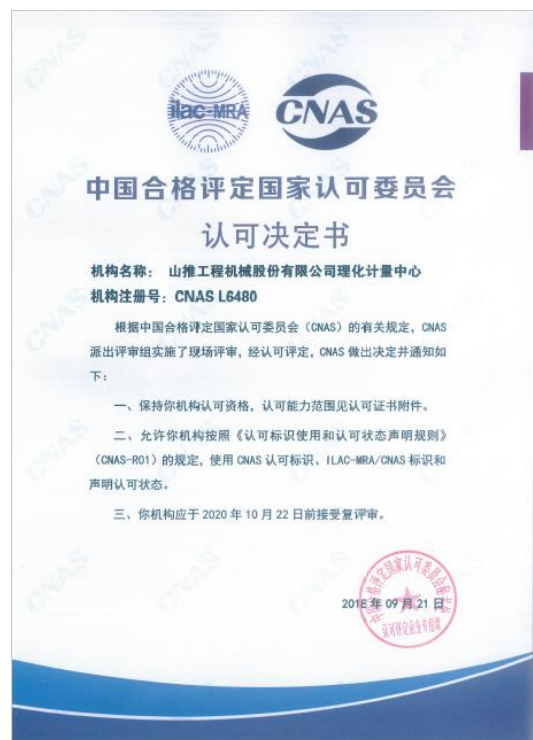 ilac-MRA
CNAS
中国合格评定国家认可委员会
认可决定书
机构名称： 山推工程机械股份有限公司理化计量中心
机构注册号：CNAS L6480
根据中国合格评定国家认可委员会（CNAS）的有关规定，CNAS
派出评审组实施了现场评审，经认可评定，CNAS 做出决定并通知如
下：
一、保持你机构认可资格，认可能力范围见认可证书附件。
二、允许你机构按照《认可标识使用和认可状态声明规则》
（CNAS-R01）的规定，使用 CNAS 认可标识、ILAC-MRA/CNAS 标识和
声明认可状态。
三、你机构应于 2020 年 10 月 22 日前接受复评审。
2018 年 09 月 21 日